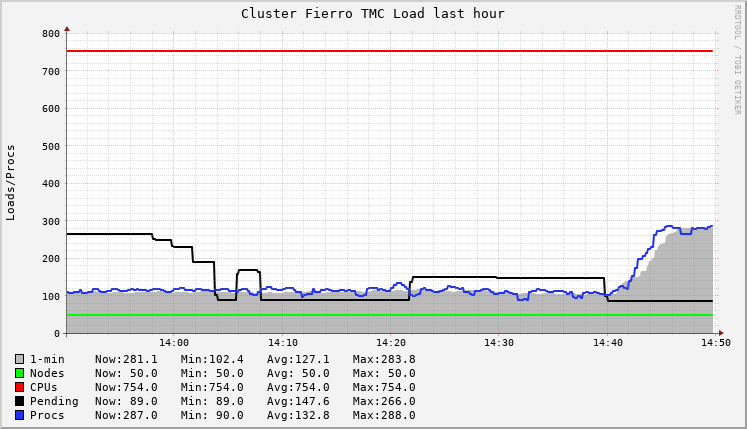 Cluster Fierro TMC Load last hour
RRDTOOL / TOBI OETIKER
Loads/Procs
800
700
600
500
400
300
200
100
0
14:00 14:10 14:20 14:30 14:40 14:50
1-min Now:281.1 Min:102.4 Avg:127.1 Max:283.8
Nodes Now: 50.0 Min: 50.0 Avg: 50.0 Max: 50.0
CPUs Now:754.0 Min:754.0 Avg:754.0 Max:754.0
Pending Now: 89.0 Min: 89.0 Avg:147.6 Max:266.0
Procs Now:287.0 Min: 90.0 Avg:132.8 Max:288.0